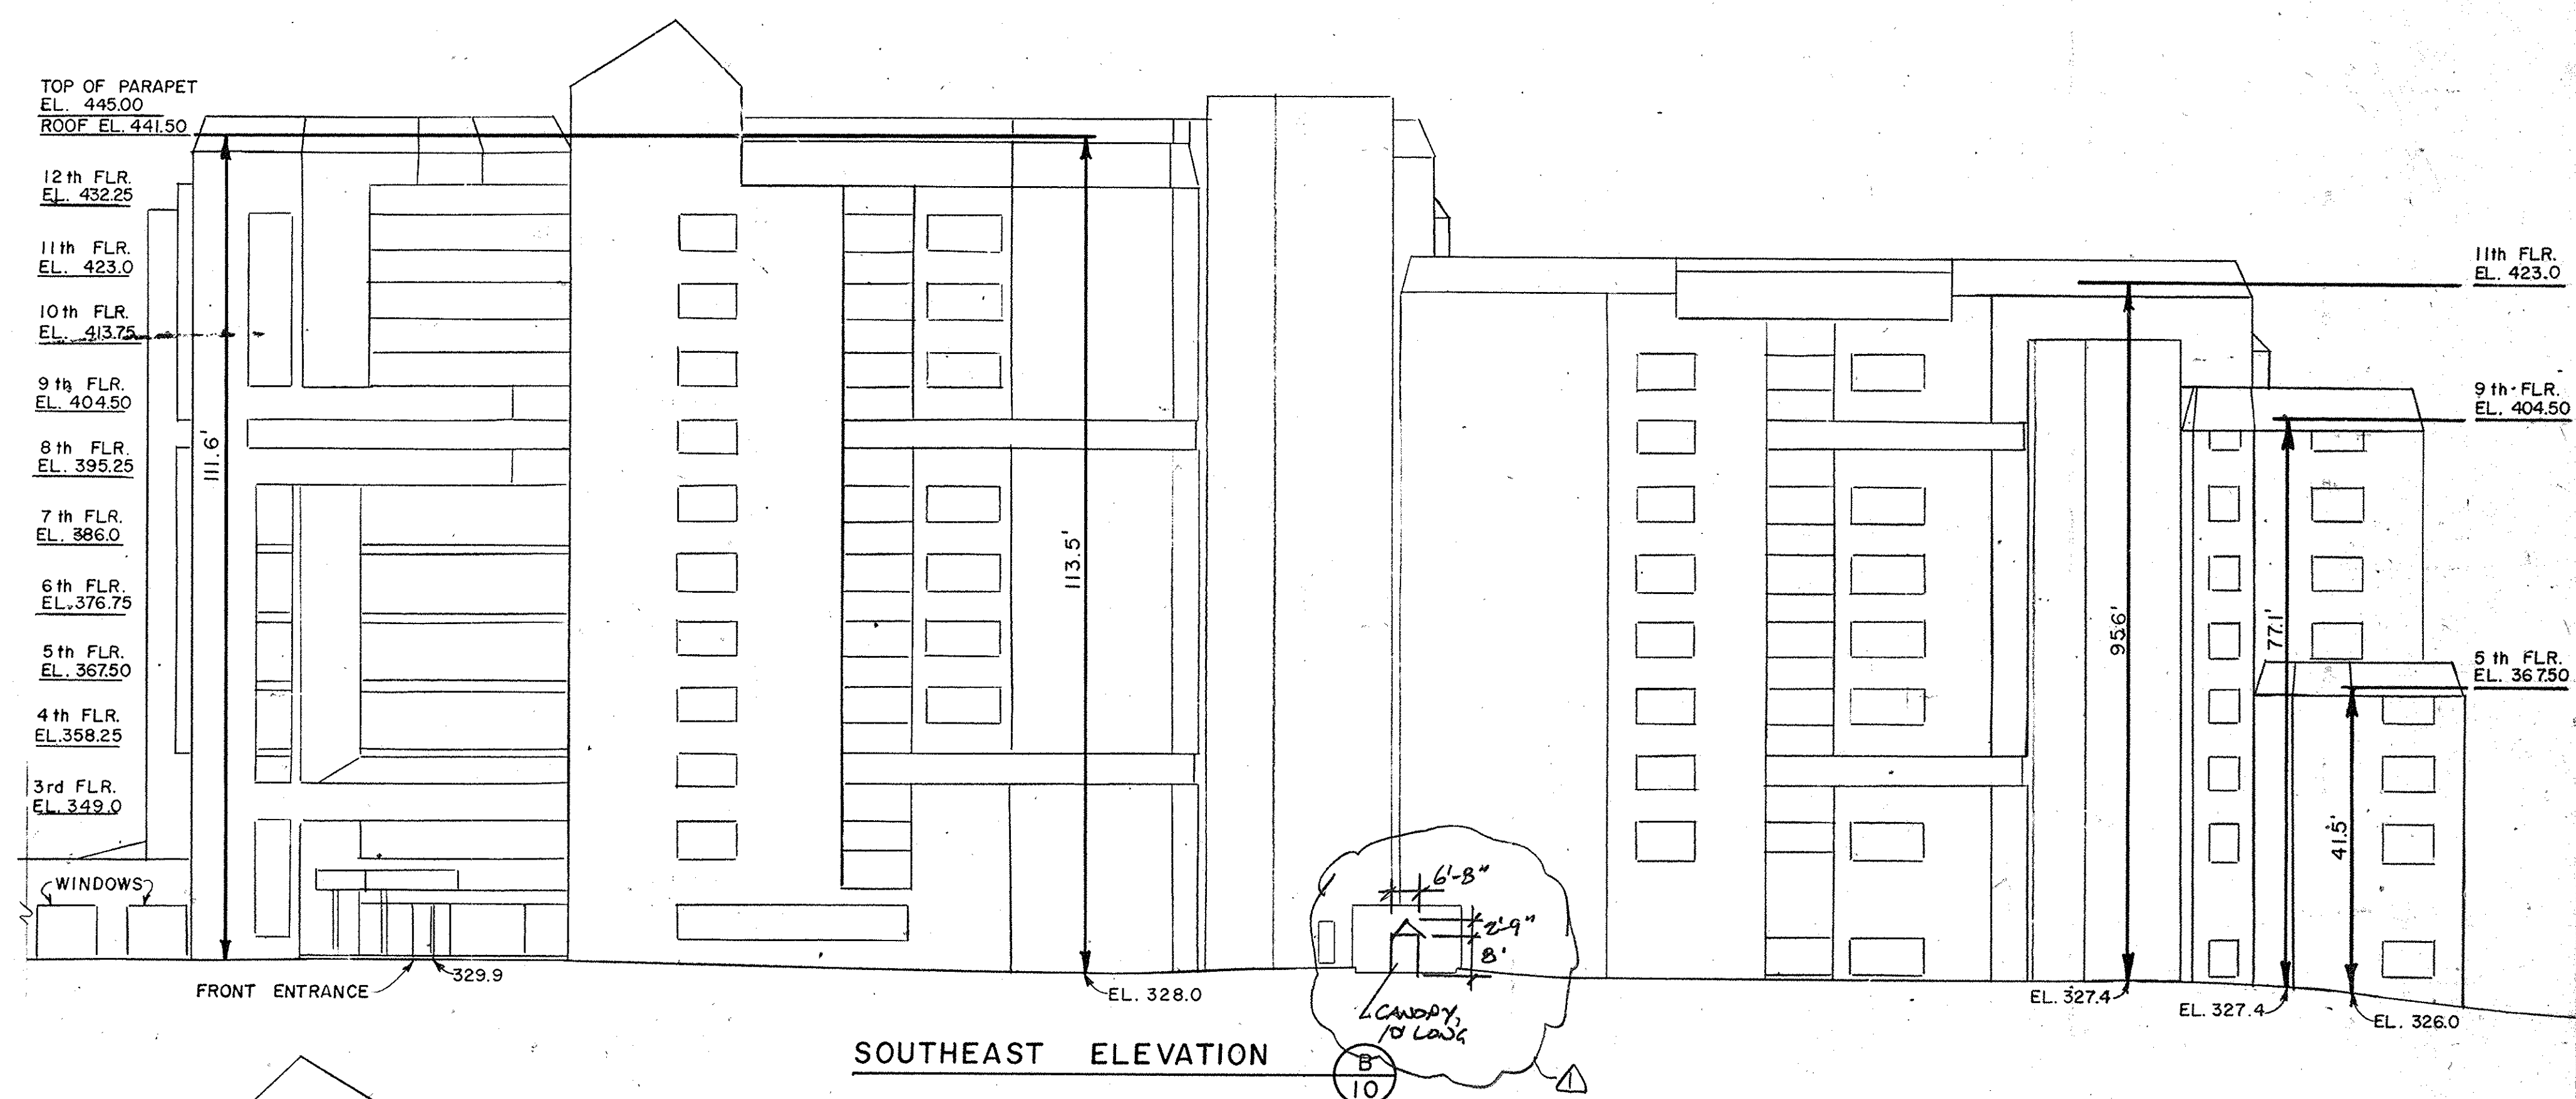 TOP OF PARAPET
EL. 445.00
ROOF EL. 441.50
12th FLR.
EL. 432.25
11th FLR.
EL. 423.0
10th FLR.
EL. 413.75
9th FLR.
EL. 404.50
8th FLR.
EL. 395.25
7th FLR.
EL. 386.0
6th FLR.
EL. 376.75
5th FLR.
EL. 367.50
4th FLR.
EL. 358.25
3rd FLR.
EL. 349.0
WINDOWS
111.6'
FRONT ENTRANCE
329.9
113.5'
EL. 328.0
6'-8"
2'-9"
8'
CANOPY,
10' LONG
1
95.6'
77.1'
41.5'
11th FLR.
EL. 423.0
9th FLR.
EL. 404.50
5th FLR.
EL. 367.50
EL. 327.4
EL. 327.4
EL. 326.0
SOUTHEAST ELEVATION
B
10